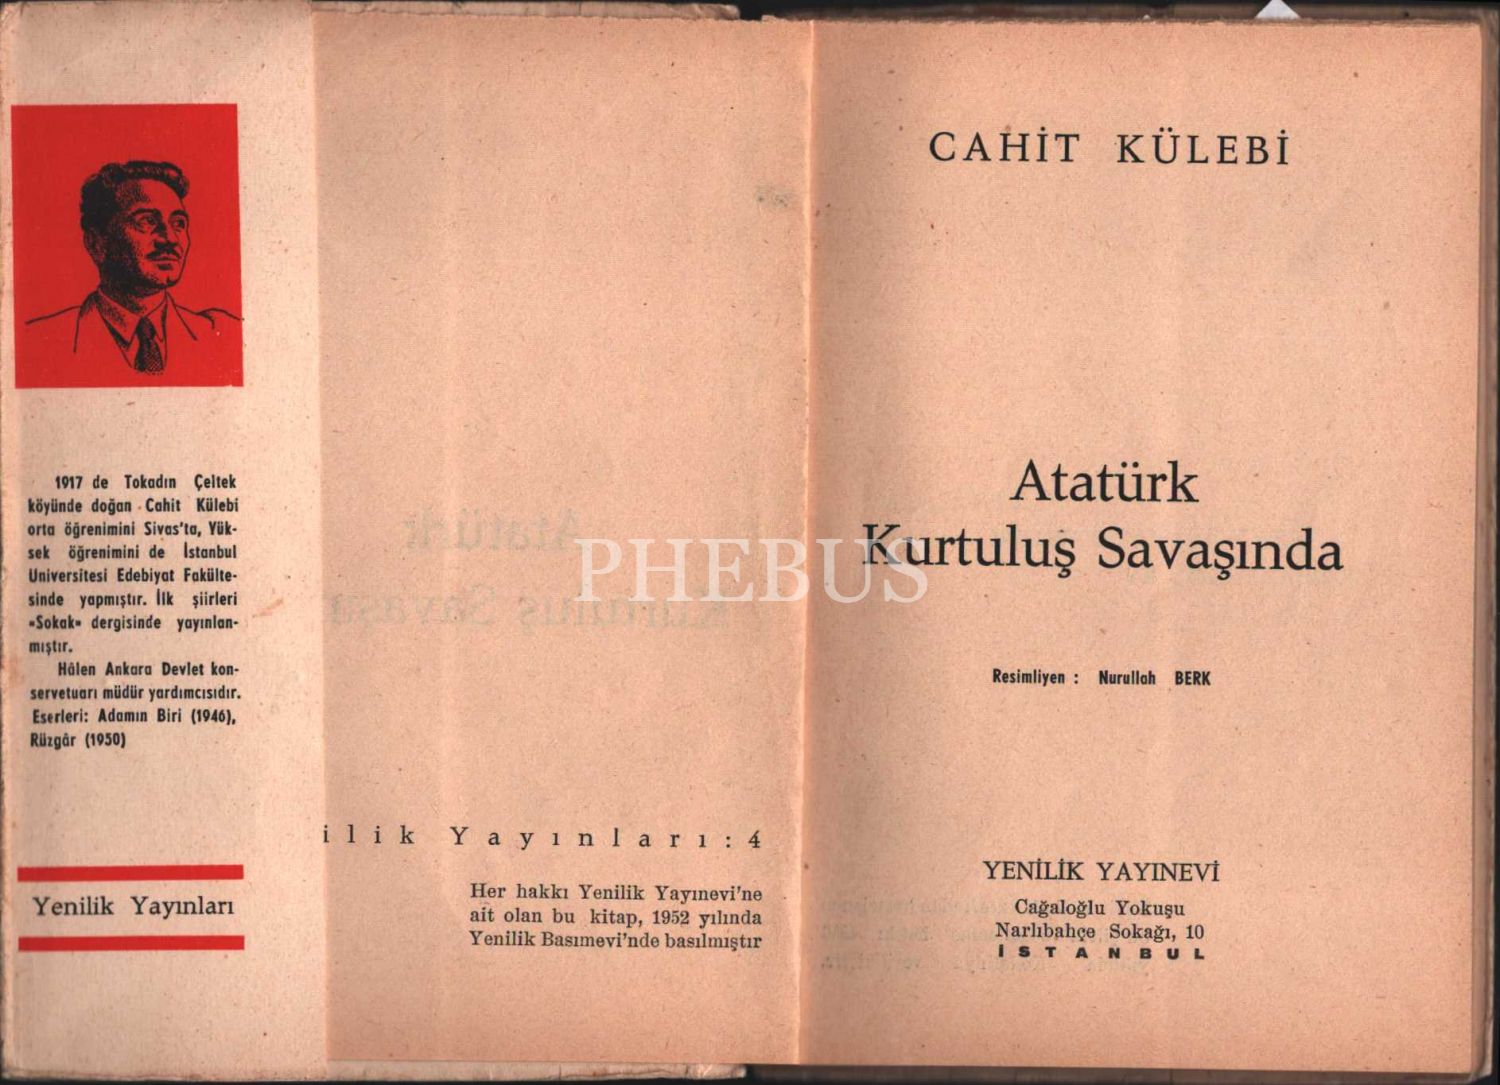 1917 de Tokadın Çeltek
köyünde doğan Cahit Külebi
orta öğrenimini Sivas'ta, Yük-
sek öğrenimini de İstanbul
Universitesi Edebiyat Fakülte-
sinde yapmıştır. İlk şiirleri
«Sokak» dergisinde yayınlan-
mıştır.
Hâlen Ankara Devlet kon-
servetuarı müdür yardımcısıdır.
Eserleri: Adamın Biri (1946),
Rüzgâr (1950)
Yenilik Yayınları
ilik Yayınları: 4
Her hakkı Yenilik Yayınevi'ne
ait olan bu kitap, 1952 yılında
Yenilik Basımevi'nde basılmıştır
PHEBUS
CAHİT KÜLEBİ
Atatürk
Kurtuluş Savaşında
Resimliyen : Nurullah BERK
YENİLİK YAYINEVİ
Cağaloğlu Yokuşu
Narlıbahçe Sokağı, 10
İSTANBUL